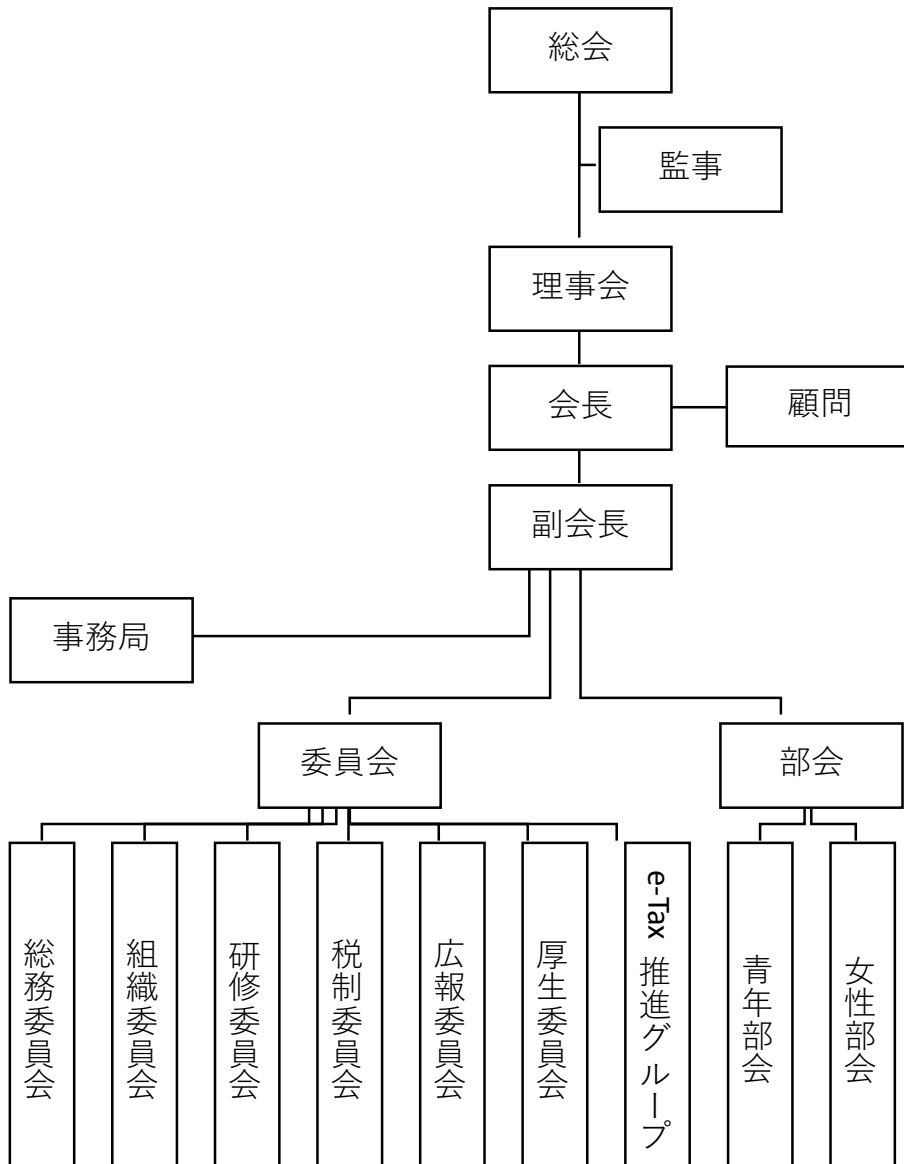 総会
監事
理事会
会長
顧問
副会長
事務局
委員会
部会
総務委員会
組織委員会
研修委員会
税制委員会
広報委員会
厚生委員会
e-Tax 推進グループ
青年部会
女性部会